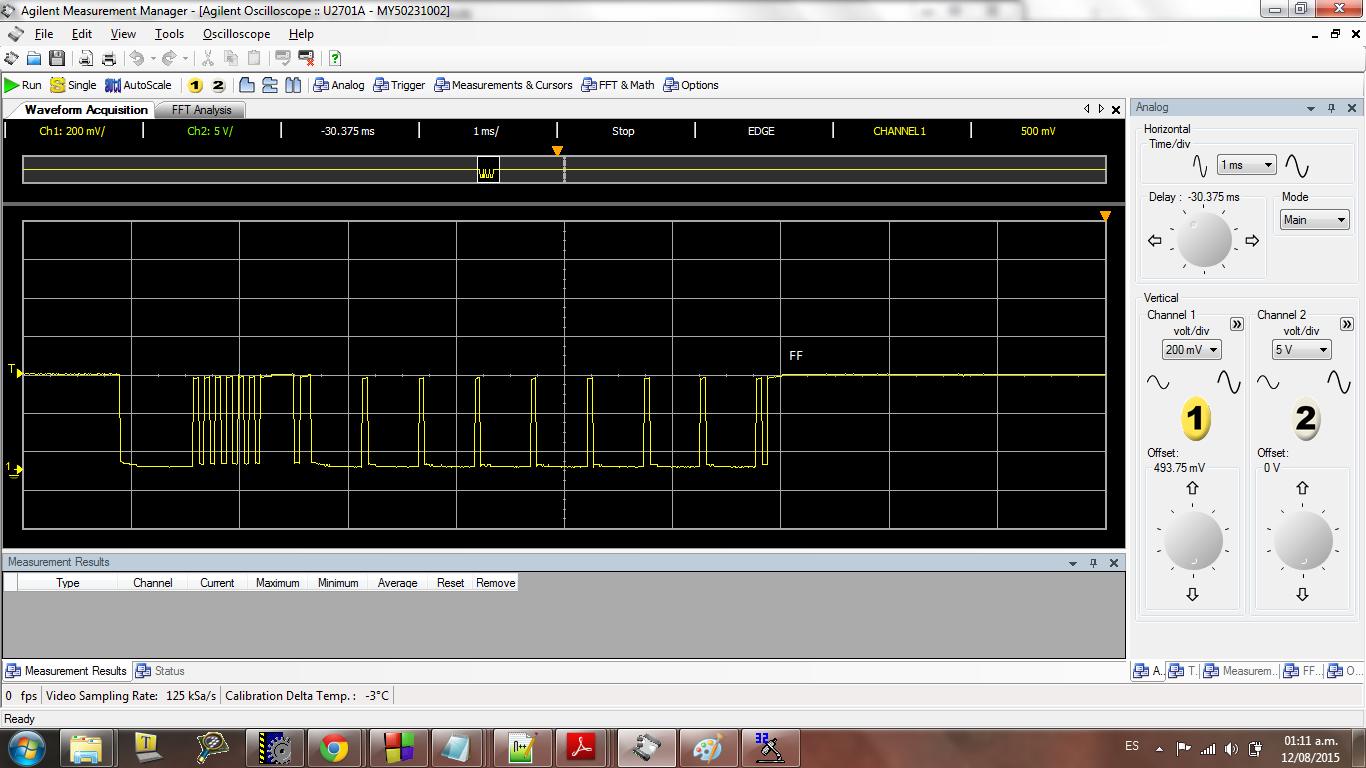 Agilent Measurement Manager - [Agilent Oscilloscope :: U2701A - MY50231002]
File Edit View Tools Oscilloscope Help
Run Single AutoScale 1 2 Analog Trigger Measurements & Cursors FFT & Math Options
Waveform Acquisition FFT Analysis
Ch1: 200 mV/ Ch2: 5 V/ -30.375 ms 1 ms/ Stop EDGE CHANNEL1 500 mV
T
FF
1
Analog
Horizontal
Time/div
1 ms
Delay : -30.375 ms Mode
Main
Vertical
Channel 1 Channel 2
volt/div volt/div
200 mV 5 V
1 2
Offset: Offset:
493.75 mV 0 V
Measurement Results
Type Channel Current Maximum Minimum Average Reset Remove
Measurement Results Status
A.. T.. Measurem.. FF... O...
0 fps Video Sampling Rate: 125 kSa/s Calibration Delta Temp. : -3°C
Ready
ES 01:11 a.m.
12/08/2015